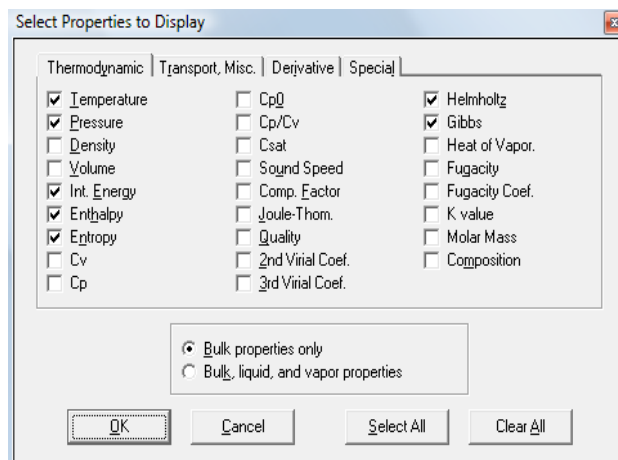 Select Properties to Display
Thermodynamic Transport, Misc. Derivative Special
Temperature Cp0 Helmholtz
Pressure Cp/Cv Gibbs
Density Csat Heat of Vapor.
Volume Sound Speed Fugacity
Int. Energy Comp. Factor Fugacity Coef.
Enthalpy Joule-Thom. K value
Entropy Quality Molar Mass
Cv 2nd Virial Coef. Composition
Cp 3rd Virial Coef.
Bulk properties only
Bulk, liquid, and vapor properties
OK Cancel Select All Clear All